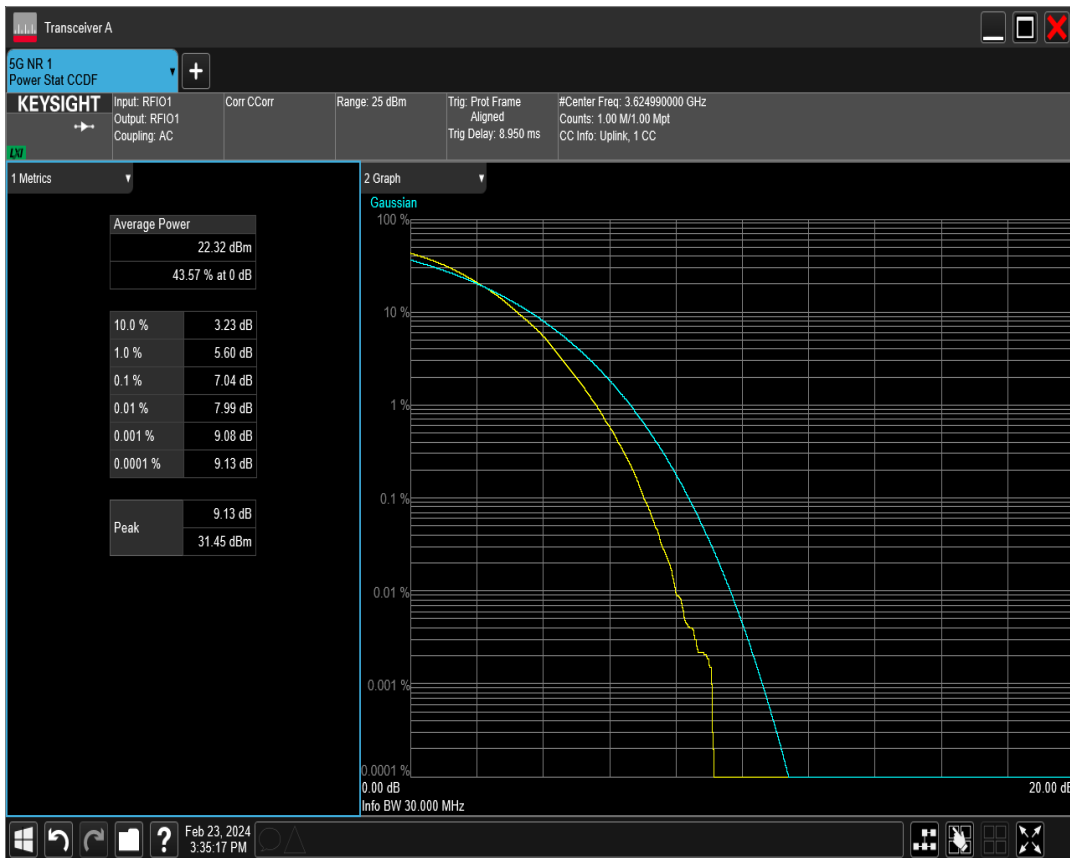 Transceiver A
5G NR 1
Power Stat CCDF
KEYSIGHT
LXI
Input: RFIO1
Output: RFIO1
Coupling: AC
Corr CCorr
Range: 25 dBm
Trig: Prot Frame
Aligned
Trig Delay: 8.950 ms
#Center Freq: 3.624990000 GHz
Counts: 1.00 M/1.00 Mpt
CC Info: Uplink, 1 CC
1 Metrics
Average Power
22.32 dBm
43.57 % at 0 dB
10.0 % 3.23 dB
1.0 % 5.60 dB
0.1 % 7.04 dB
0.01 % 7.99 dB
0.001 % 9.08 dB
0.0001 % 9.13 dB
Peak
9.13 dB
31.45 dBm
2 Graph
Gaussian
100 %
10 %
1 %
0.1 %
0.01 %
0.001 %
0.0001 %
0.00 dB 20.00 dB
Info BW 30.000 MHz
Feb 23, 2024
3:35:17 PM